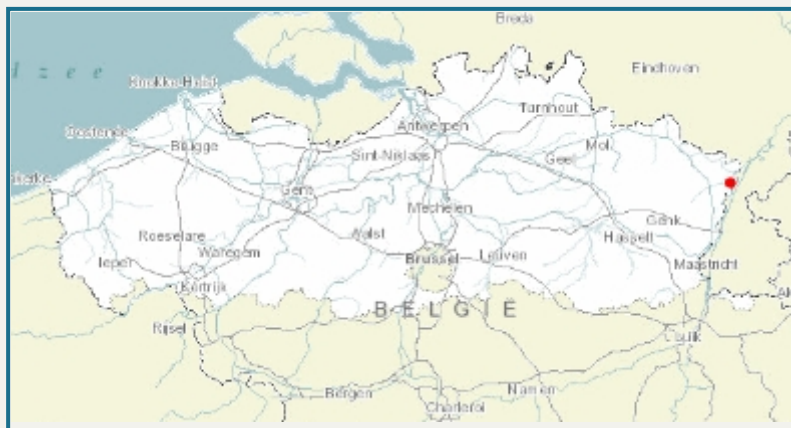 Breda
d z e e
Eindhoven
Knokke-Heist
Turnhout
Oostende
Antwerpen
Brugge
Mol
Sint-Niklaas
Geel
Gent
Mechelen
Genk
Roeselare
Aalst
Hasselt
Waregem
Leuven
Ieper
Brussel
Maastricht
Kortrijk
BELGIË
Rijsel
Luik
Bergen
Namen
Charleroi